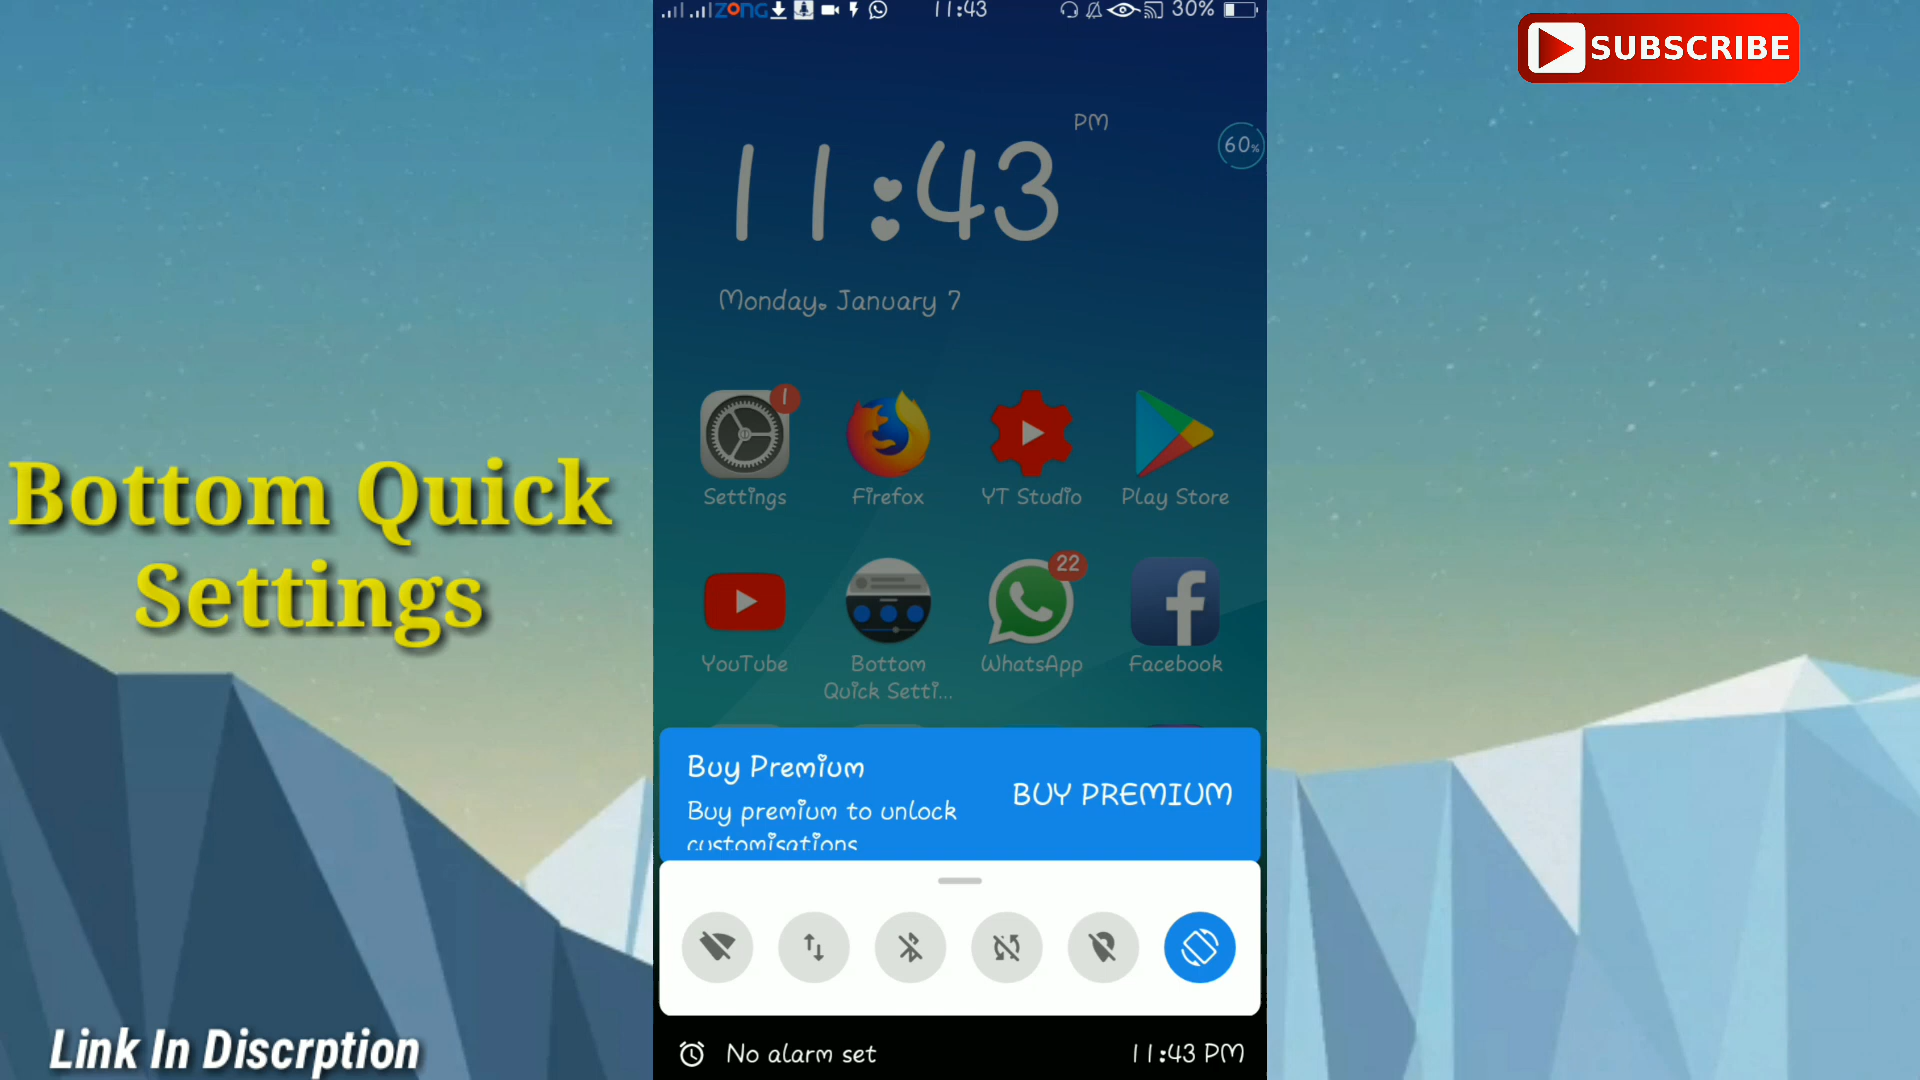 ZONG 11:43 30%
SUBSCRIBE
PM
11:43
60%
Monday, January 7
1
Settings Firefox YT Studio Play Store
22
YouTube Bottom Quick Setti... WhatsApp Facebook
Bottom Quick
Settings
Buy Premium
BUY PREMIUM
Buy premium to unlock
customisations
No alarm set 11:43 PM
Link In Discrption